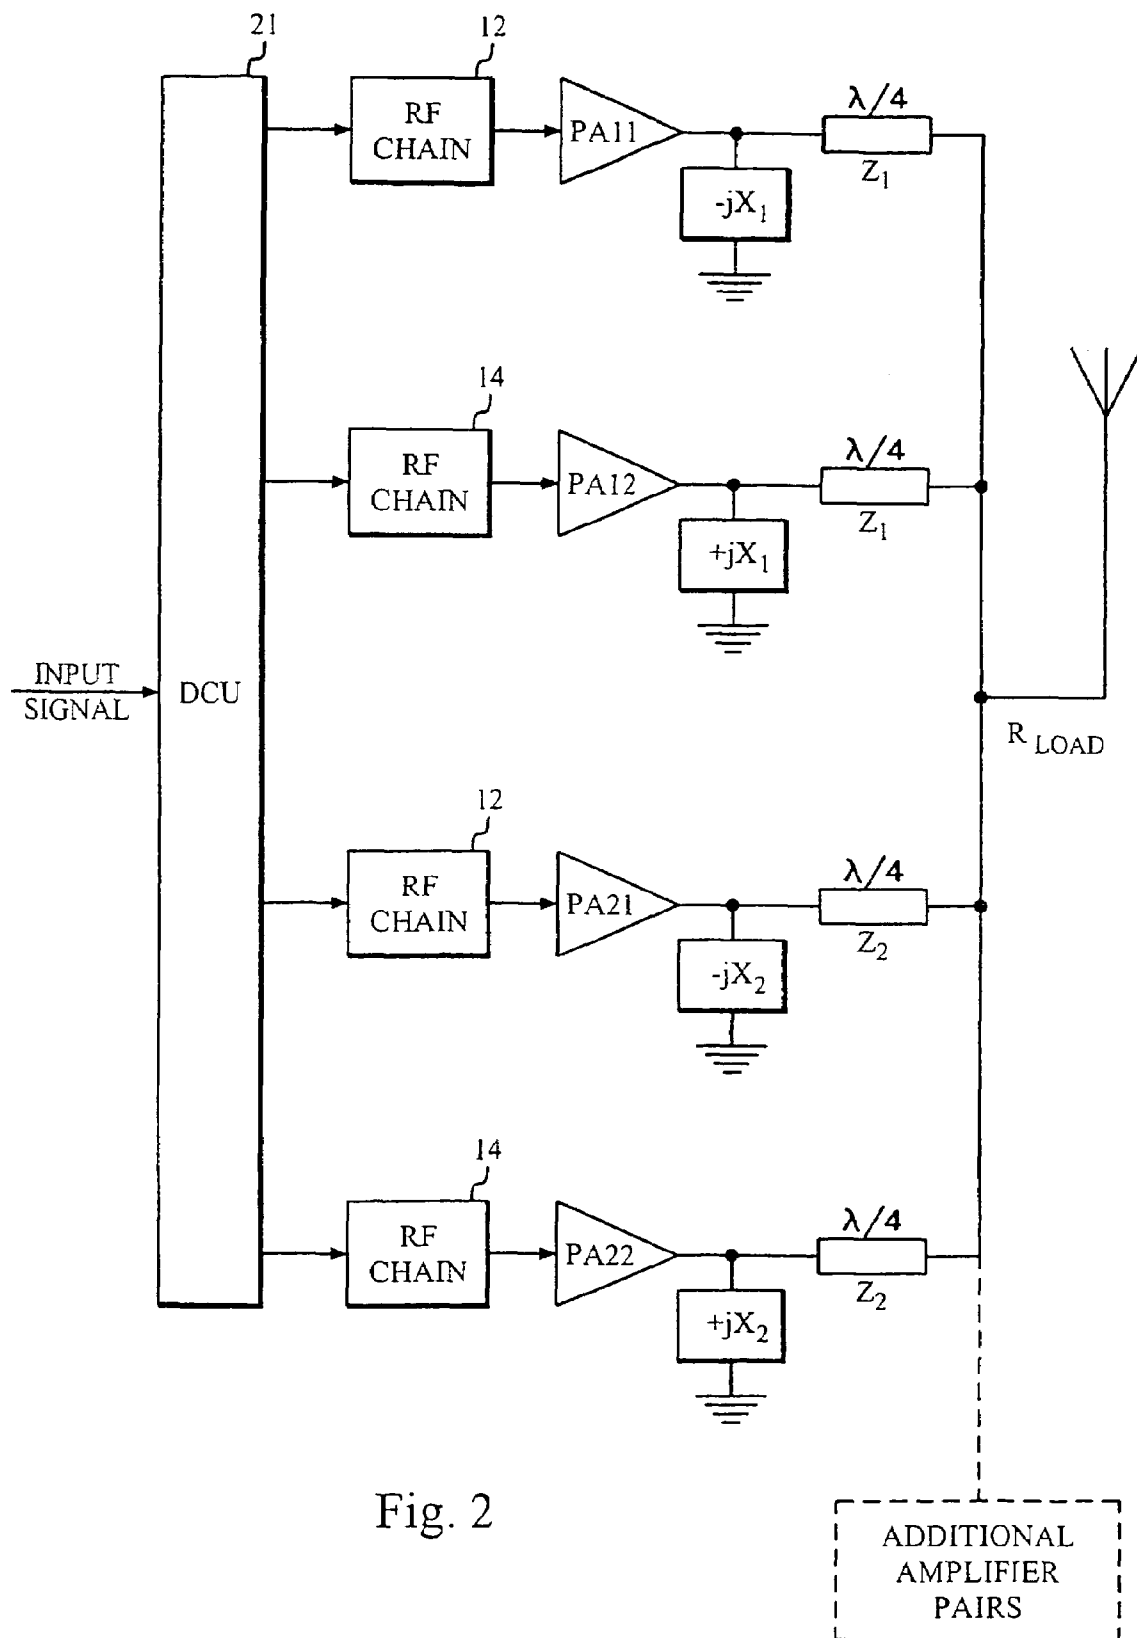 21
12
RF
CHAIN
PA11
λ/4
Z₁
-jX₁
14
RF
CHAIN
PA12
λ/4
Z₁
+jX₁
INPUT
SIGNAL
DCU
R LOAD
12
RF
CHAIN
PA21
λ/4
Z₂
-jX₂
14
RF
CHAIN
PA22
λ/4
Z₂
+jX₂
Fig. 2
ADDITIONAL
AMPLIFIER
PAIRS